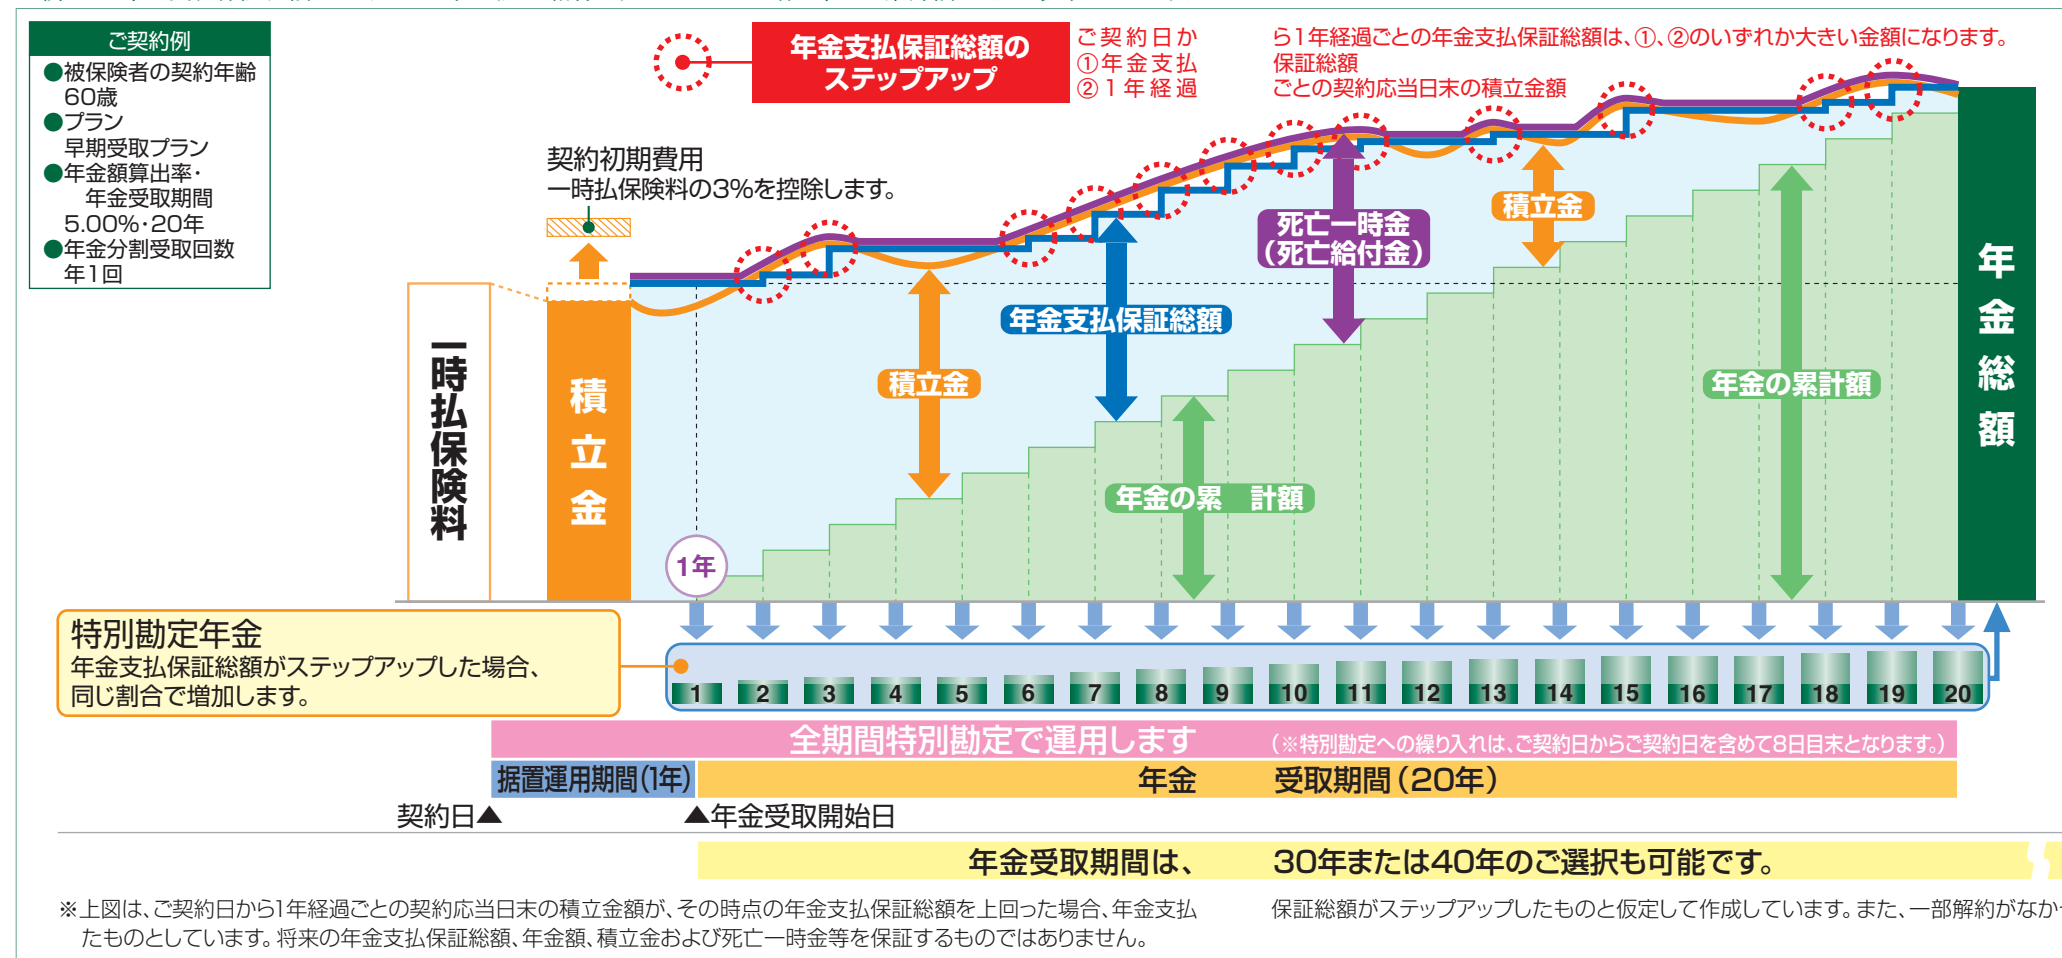 ご契約例
●被保険者の契約年齢
60歳
●プラン
早期受取プラン
●年金額算出率・
年金受取期間
5.00%・20年
●年金分割受取回数
年1回
年金支払保証総額の
ステップアップ
ご契約日から1年経過ごとの年金支払保証総額は、①、②のいずれか大きい金額になります。
①年金支払保証総額
②1年経過ごとの契約応当日末の積立金額
契約初期費用
一時払保険料の3%を控除します。
一時払保険料
積立金
積立金
年金支払保証総額
死亡一時金
(死亡給付金)
積立金
年金の累計額
年金の累計額
年金総額
1年
特別勘定年金
年金支払保証総額がステップアップした場合、
同じ割合で増加します。
1 2 3 4 5 6 7 8 9 10 11 12 13 14 15 16 17 18 19 20
全期間特別勘定で運用します (※特別勘定への繰り入れは、ご契約日からご契約日を含めて8日目末となります。)
据置運用期間(1年)
年金受取期間(20年)
契約日▲
▲年金受取開始日
年金受取期間は、30年または40年のご選択も可能です。
※上図は、ご契約日から1年経過ごとの契約応当日末の積立金額が、その時点の年金支払保証総額を上回った場合、年金支払保証総額がステップアップしたものと仮定して作成しています。また、一部解約がなかっ
たものとしています。将来の年金支払保証総額、年金額、積立金および死亡一時金等を保証するものではありません。